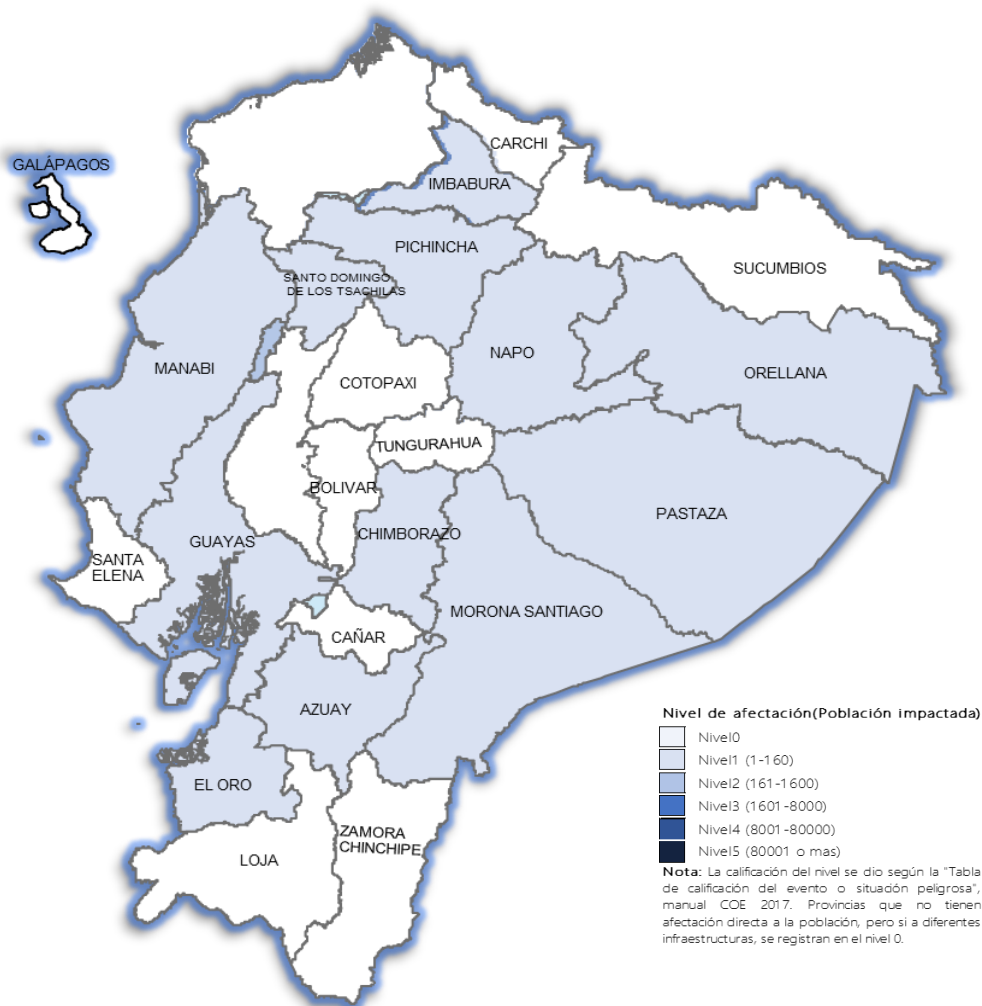 CARCHI
GALÁPAGOS
IMBABURA
PICHINCHA
SUCUMBIOS
SANTO DOMINGO
DE LOS TSACHILAS
NAPO
MANABI
ORELLANA
COTOPAXI
TUNGURAHUA
BOLIVAR
PASTAZA
CHIMBORAZO
GUAYAS
SANTA
ELENA
MORONA SANTIAGO
CAÑAR
AZUAY
EL ORO
ZAMORA
CHINCHIPE
LOJA
Nivel de afectación(Población impactada)
Nivel0
Nivel1 (1-160)
Nivel2 (161-1600)
Nivel3 (1601-8000)
Nivel4 (8001-80000)
Nivel5 (80001 o mas)
Nota: La calificación del nivel se dio según la "Tabla
de calificación del evento o situación peligrosa",
manual COE 2017. Provincias que no tienen
afectación directa a la población, pero si a diferentes
infraestructuras, se registran en el nivel 0.